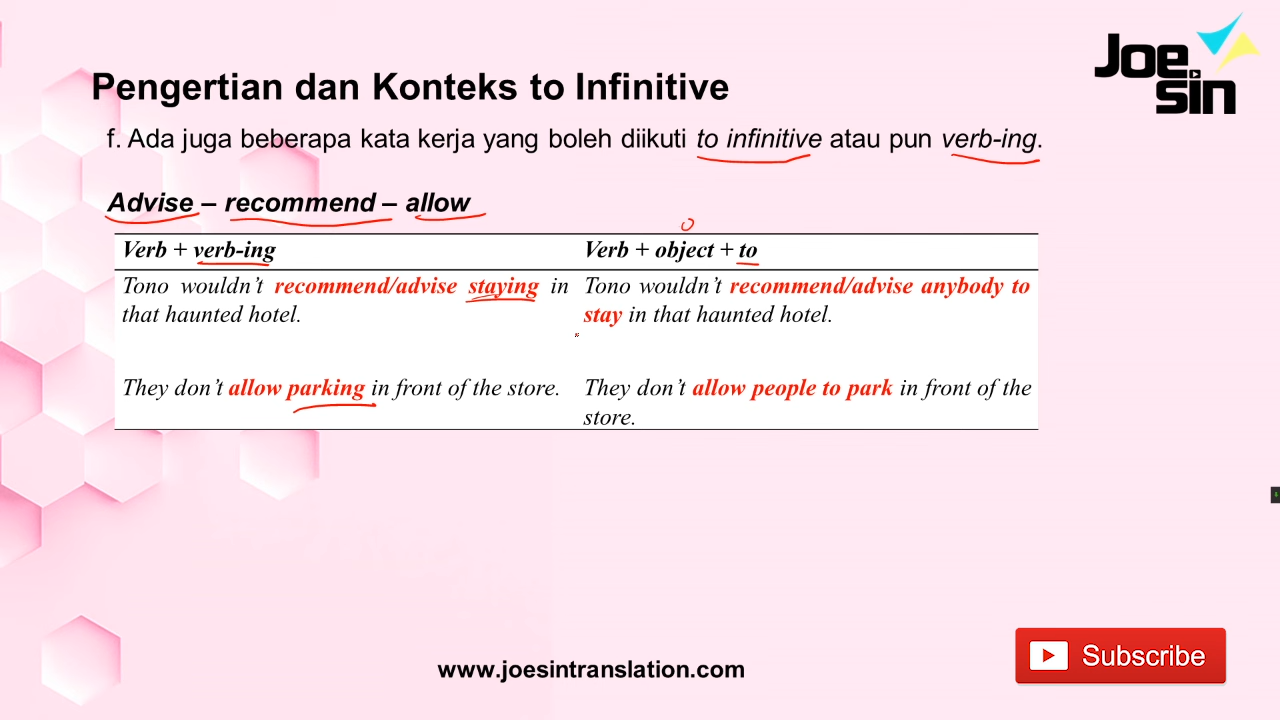 Joe
sin
Pengertian dan Konteks to Infinitive
f. Ada juga beberapa kata kerja yang boleh diikuti to infinitive atau pun verb-ing.
Advise – recommend – allow
Verb + verb-ing
Verb + object + to
Tono wouldn't recommend/advise staying in
that haunted hotel.
Tono wouldn't recommend/advise anybody to
stay in that haunted hotel.
They don't allow parking in front of the store.
They don't allow people to park in front of the
store.
www.joesintranslation.com
Subscribe